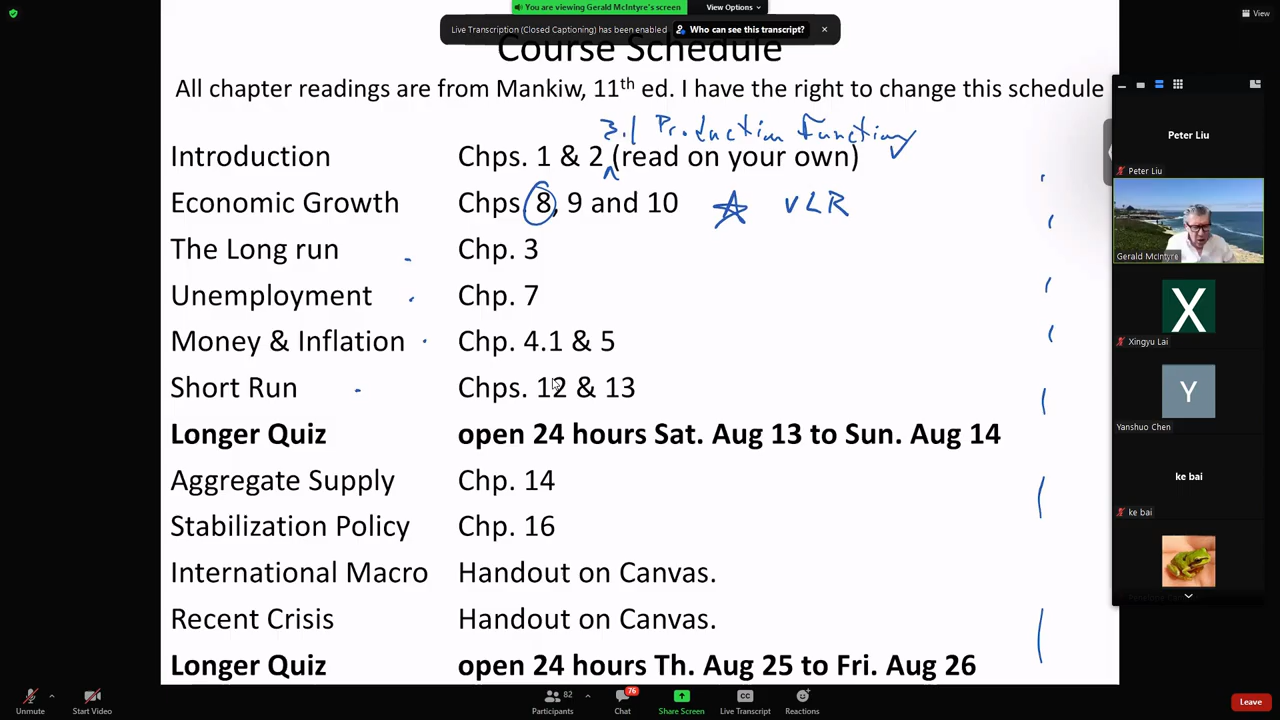 You are viewing Gerald McIntyre's screen View Options
View
Live Transcription (Closed Captioning) has been enabled Who can see this transcript? ×
Course Schedule
All chapter readings are from Mankiw, 11th ed. I have the right to change this schedule
3.1 Production Function
Introduction Chps. 1 & 2 (read on your own)
Economic Growth Chps. 8, 9 and 10 VLR
The Long run Chp. 3
Unemployment Chp. 7
Money & Inflation Chp. 4.1 & 5
Short Run Chps. 12 & 13
Longer Quiz open 24 hours Sat. Aug 13 to Sun. Aug 14
Aggregate Supply Chp. 14
Stabilization Policy Chp. 16
International Macro Handout on Canvas.
Recent Crisis Handout on Canvas.
Longer Quiz open 24 hours Th. Aug 25 to Fri. Aug 26
Peter Liu
Peter Liu
Gerald McIntyre
X
Xingyu Lai
Y
Yanshuo Chen
ke bai
ke bai
Unmute Start Video Participants 82 Chat 76 Share Screen CC Live Transcript Reactions Leave